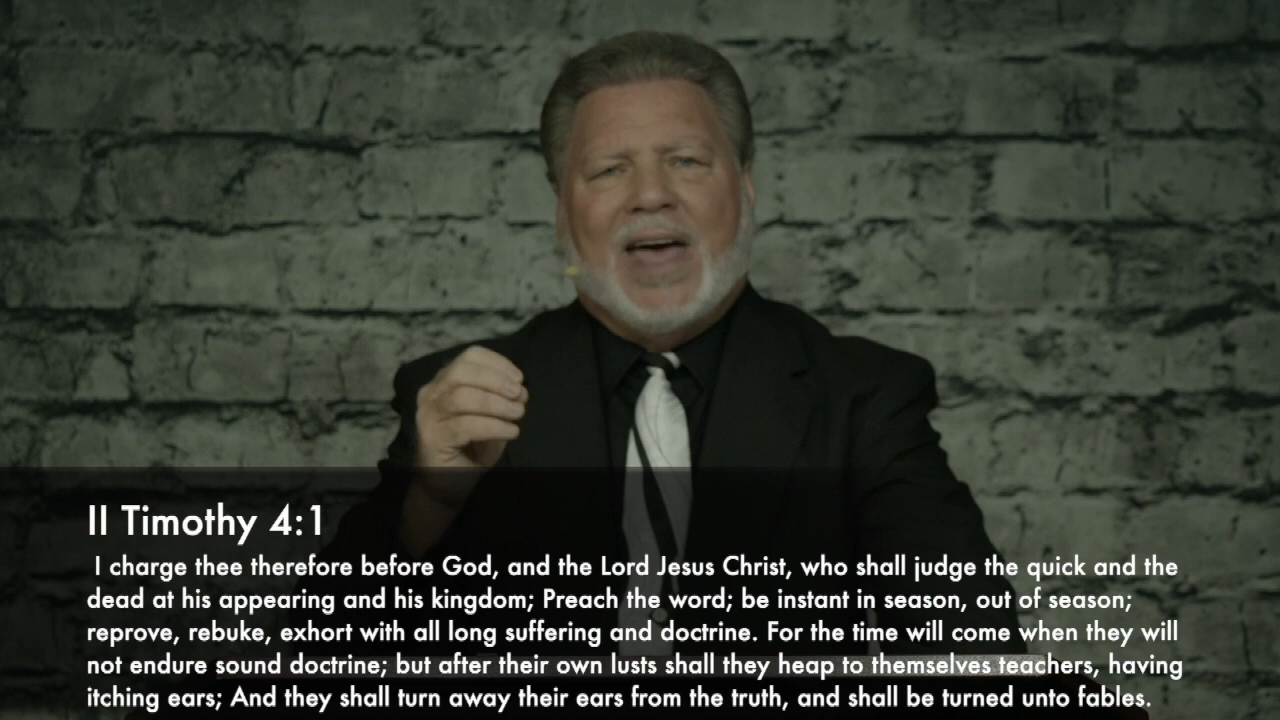 II Timothy 4:1
I charge thee therefore before God, and the Lord Jesus Christ, who shall judge the quick and the
dead at his appearing and his kingdom; Preach the word; be instant in season, out of season;
reprove, rebuke, exhort with all long suffering and doctrine. For the time will come when they will
not endure sound doctrine; but after their own lusts shall they heap to themselves teachers, having
itching ears; And they shall turn away their ears from the truth, and shall be turned unto fables.